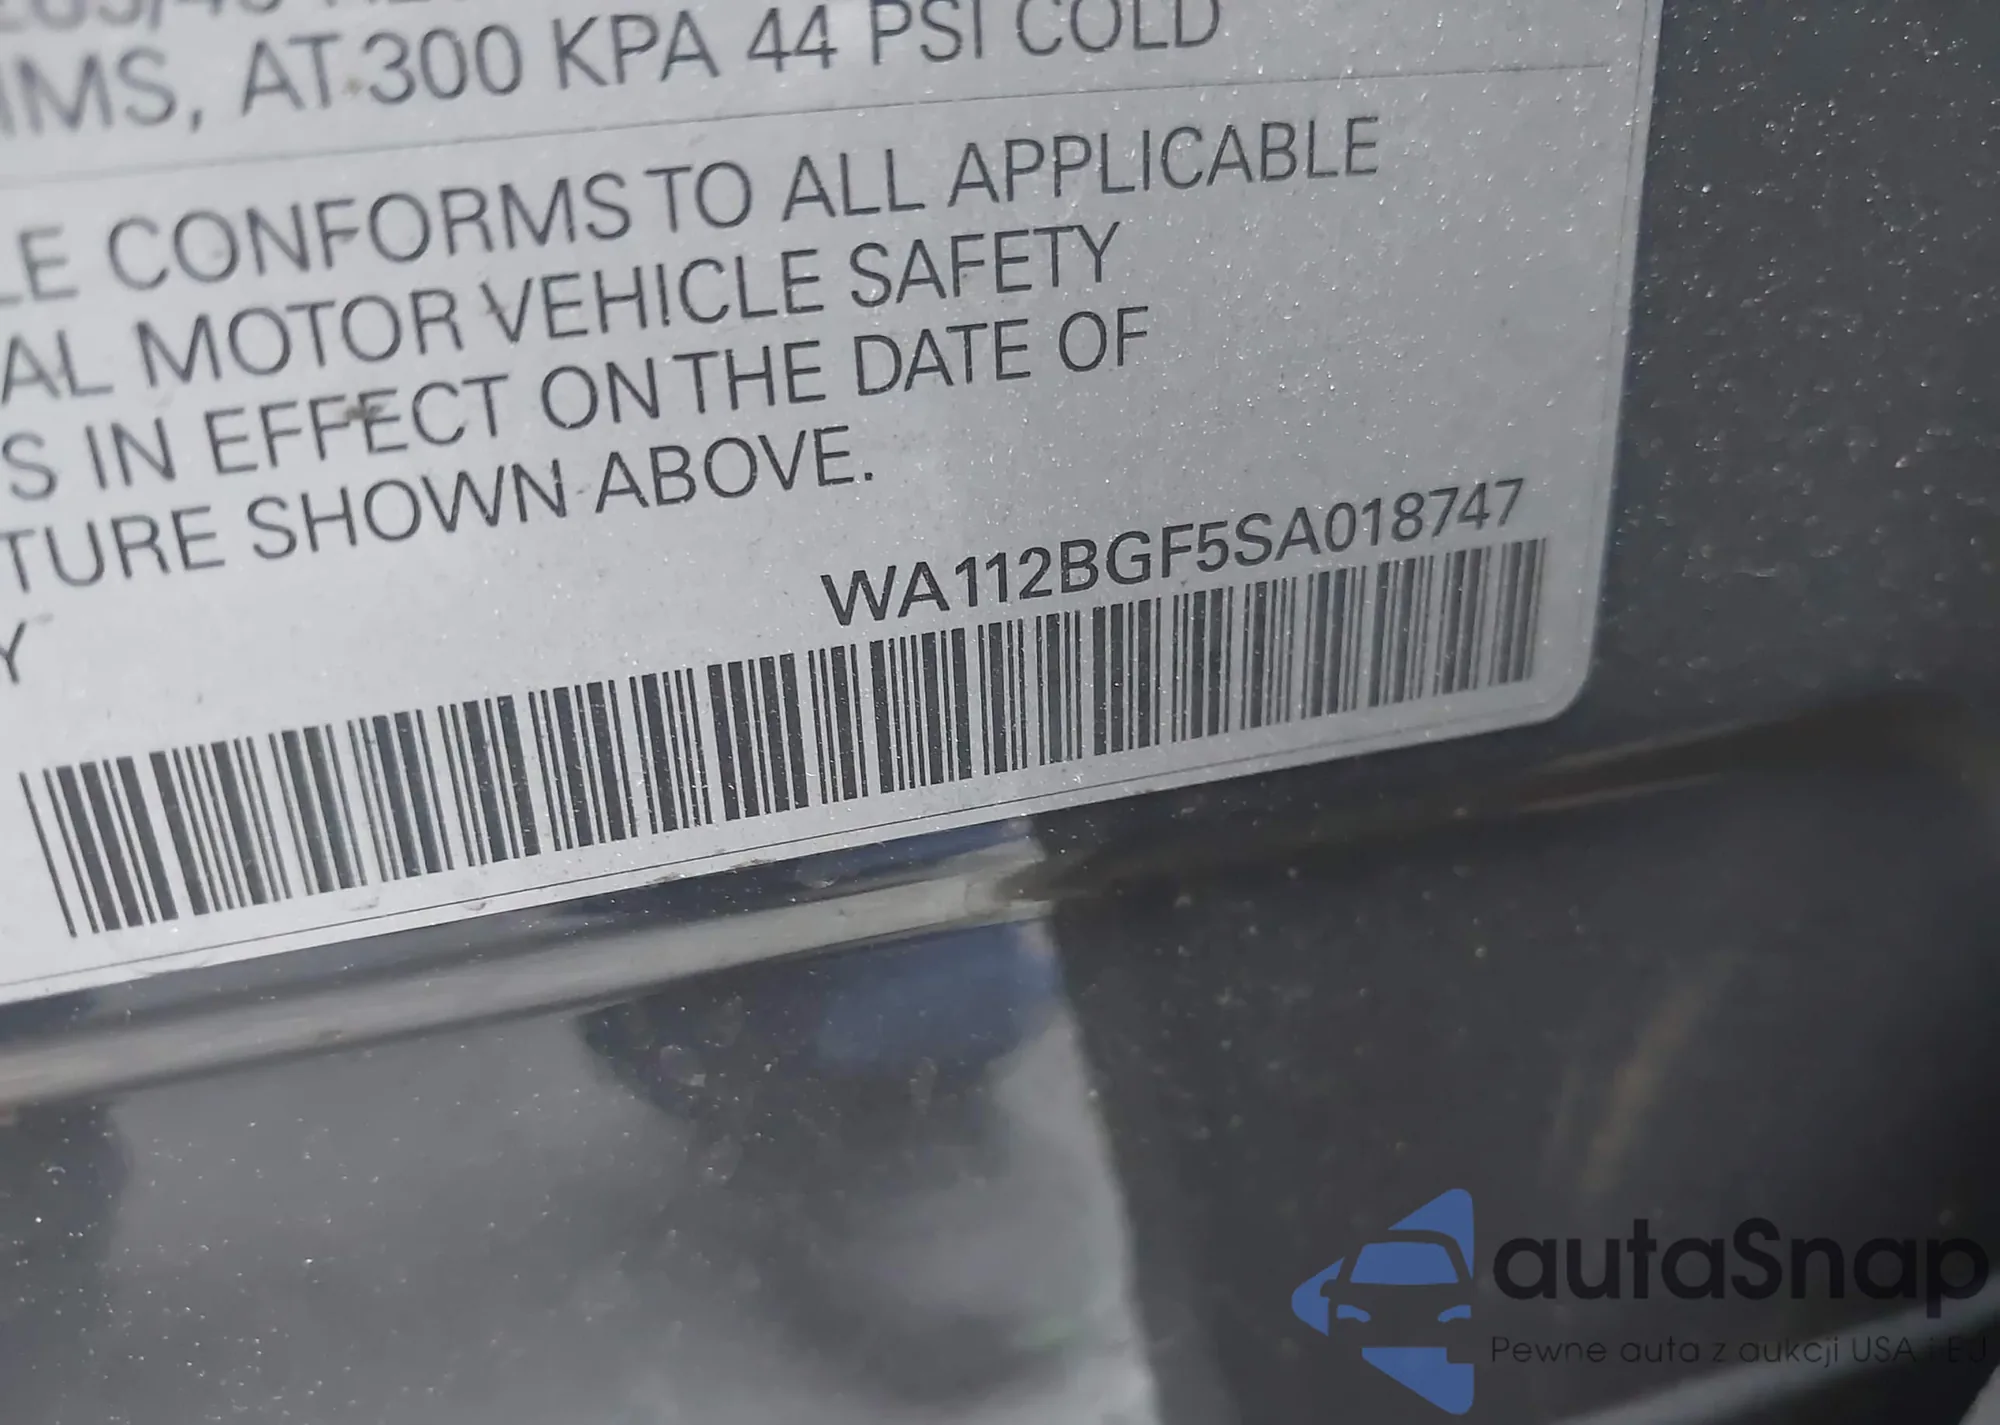 IMS, AT 300 KPA 44 PSI COLD
LE CONFORMS TO ALL APPLICABLE
AL MOTOR VEHICLE SAFETY
S IN EFFECT ON THE DATE OF
TURE SHOWN ABOVE.
WA112BGF5SA018747
Y
autaSnap
Pewne auta z aukcji USA i EU